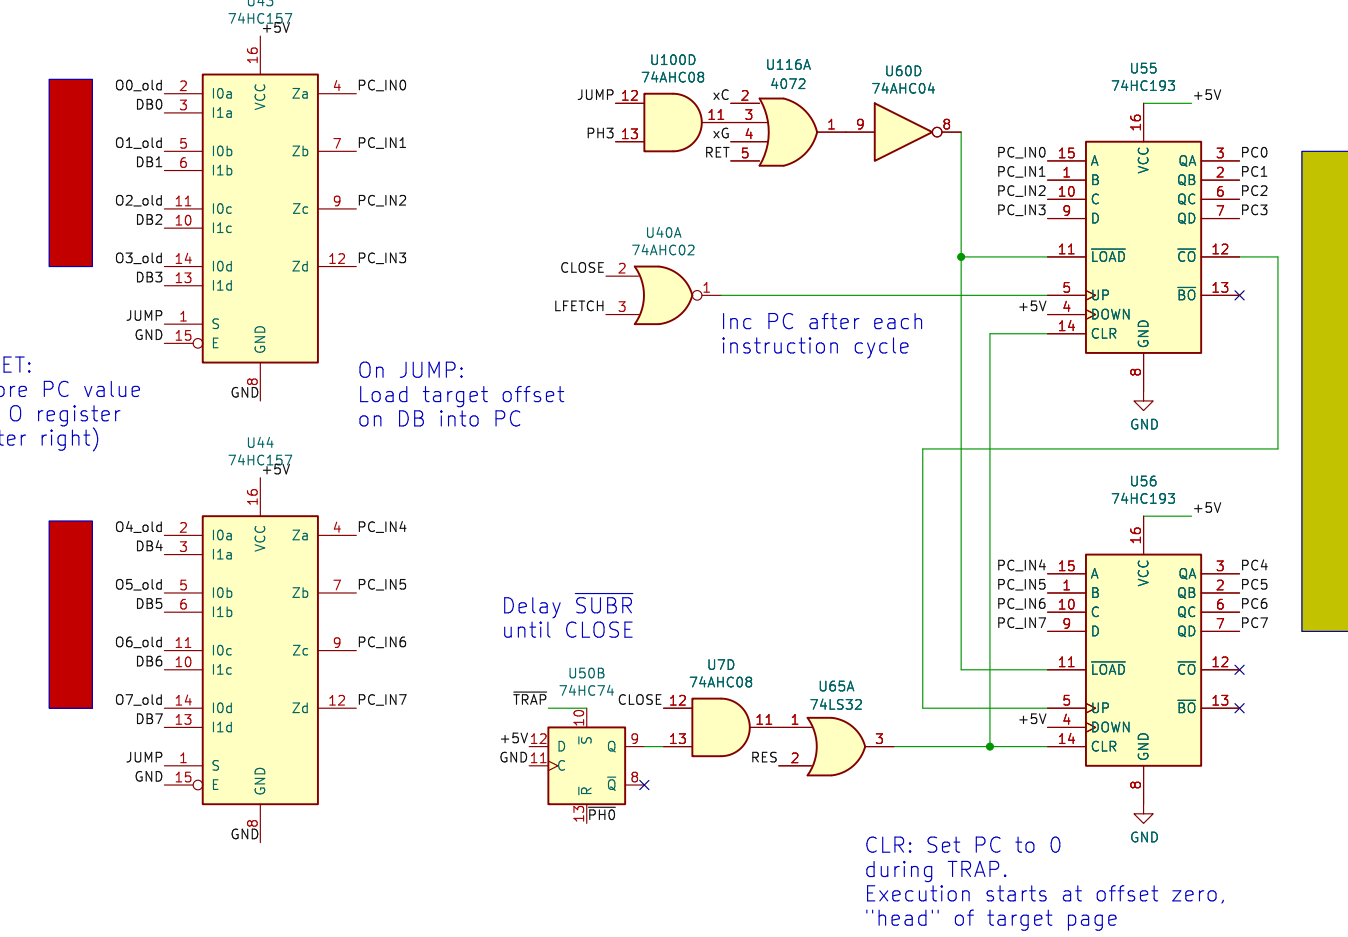 U43
74HC157
+5V
16
VCC
O0_old 2 I0a Za 4 PC_IN0
DB0 3 I1a
O1_old 5 I0b Zb 7 PC_IN1
DB1 6 I1b
O2_old 11 I0c Zc 9 PC_IN2
DB2 10 I1c
O3_old 14 I0d Zd 12 PC_IN3
DB3 13 I1d
JUMP 1 S
GND 15 E
GND
8
GND
ET:
ore PC value
O register
ter right)
On JUMP:
Load target offset
on DB into PC
U44
74HC157
+5V
16
VCC
O4_old 2 I0a Za 4 PC_IN4
DB4 3 I1a
O5_old 5 I0b Zb 7 PC_IN5
DB5 6 I1b
O6_old 11 I0c Zc 9 PC_IN6
DB6 10 I1c
O7_old 14 I0d Zd 12 PC_IN7
DB7 13 I1d
JUMP 1 S
GND 15 E
GND
8
GND
U100D
74AHC08
JUMP 12
PH3 13
11
U116A
4072
xC 2
3
xG 4
RET 5
1
U60D
74AHC04
9 8
U40A
74AHC02
CLOSE 2
LFETCH 3
1
Inc PC after each
instruction cycle
U55
74HC193
+5V
16
VCC
PC_IN0 15 A QA 3 PC0
PC_IN1 1 B QB 2 PC1
PC_IN2 10 C QC 6 PC2
PC_IN3 9 D QD 7 PC3
11 LOAD CO 12
5 UP BO 13
+5V 4 DOWN
14 CLR
GND
8
GND
Delay SUBR
until CLOSE
U50B
74HC74
TRAP
10
+5V 12 D S Q 9
GND 11 C
R Q 8
13
PH0
U7D
74AHC08
CLOSE 12
13
11
U65A
74LS32
1
RES 2
3
U56
74HC193
+5V
16
VCC
PC_IN4 15 A QA 3 PC4
PC_IN5 1 B QB 2 PC5
PC_IN6 10 C QC 6 PC6
PC_IN7 9 D QD 7 PC7
11 LOAD CO 12
5 UP BO 13
+5V 4 DOWN
14 CLR
GND
8
GND
CLR: Set PC to 0
during TRAP.
Execution starts at offset zero,
"head" of target page